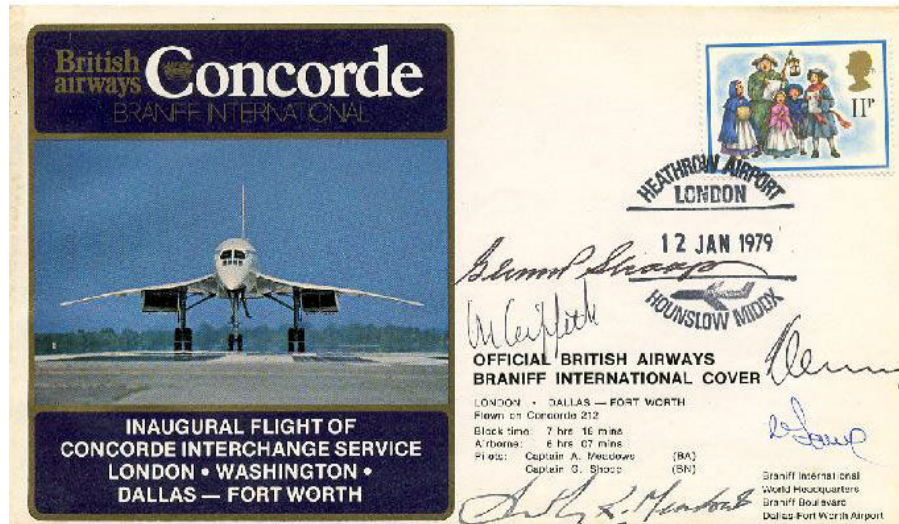 British
airways Concorde
BRANIFF INTERNATIONAL
INAUGURAL FLIGHT OF
CONCORDE INTERCHANGE SERVICE
LONDON • WASHINGTON •
DALLAS — FORT WORTH
11P
HEATHROW AIRPORT
LONDON
12 JAN 1979
HOUNSLOW MIDDX
OFFICIAL BRITISH AIRWAYS
BRANIFF INTERNATIONAL COVER
LONDON • DALLAS — FORT WORTH
Flown on Concorde 212
Block time: 7 hrs 16 mins
Airborne: 6 hrs 07 mins
Pilots: Captain A. Meadows (BA)
Captain G. Shoop (BN)
Braniff International
World Headquarters
Braniff Boulevard
Dallas-Fort Worth Airport